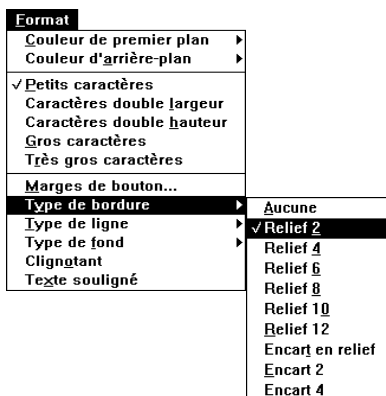 Format
Couleur de premier plan
Couleur d'arrière-plan
Petits caractères
Caractères double largeur
Caractères double hauteur
Gros caractères
Très gros caractères
Marges de bouton...
Type de bordure
Type de ligne
Type de fond
Clignotant
Texte souligné
Aucune
Relief 2
Relief 4
Relief 6
Relief 8
Relief 10
Relief 12
Encart en relief
Encart 2
Encart 4